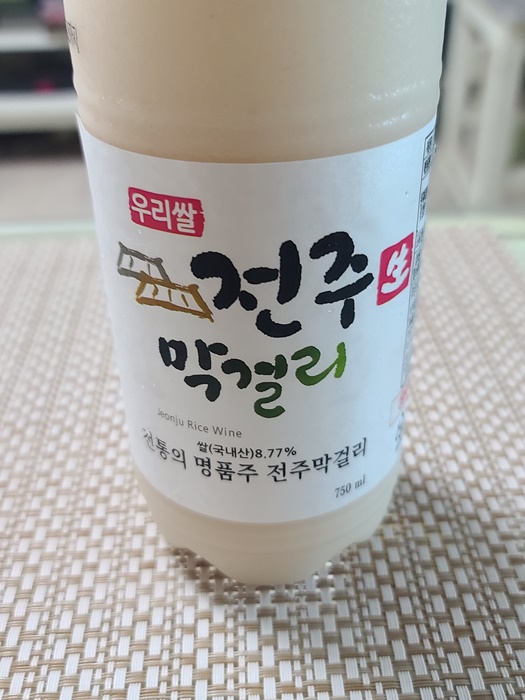 우리쌀
전주 生
막걸리
Jeonju Rice Wine
쌀(국내산)8.77%
전통의 명품주 전주막걸리
750 ml